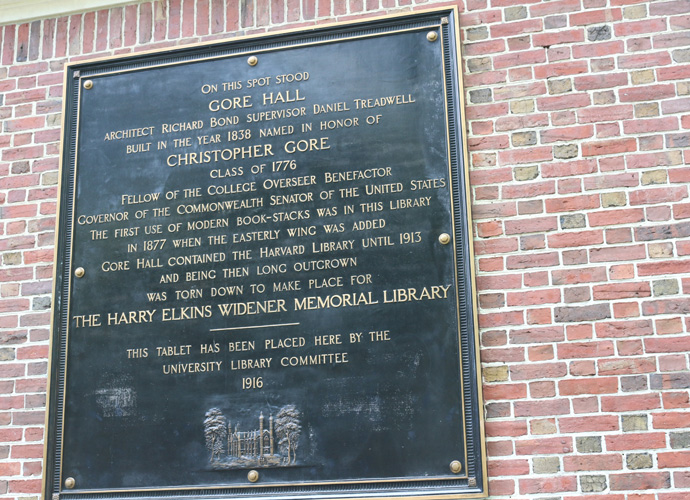 ON THIS SPOT STOOD
GORE HALL
ARCHITECT RICHARD BOND SUPERVISOR DANIEL TREADWELL
BUILT IN THE YEAR 1838 NAMED IN HONOR OF
CHRISTOPHER GORE
CLASS OF 1776
FELLOW OF THE COLLEGE OVERSEER BENEFACTOR
GOVERNOR OF THE COMMONWEALTH SENATOR OF THE UNITED STATES
THE FIRST USE OF MODERN BOOK-STACKS WAS IN THIS LIBRARY
IN 1877 WHEN THE EASTERLY WING WAS ADDED
GORE HALL CONTAINED THE HARVARD LIBRARY UNTIL 1913
AND BEING THEN LONG OUTGROWN
WAS TORN DOWN TO MAKE PLACE FOR
THE HARRY ELKINS WIDENER MEMORIAL LIBRARY
THIS TABLET HAS BEEN PLACED HERE BY THE
UNIVERSITY LIBRARY COMMITTEE
1916